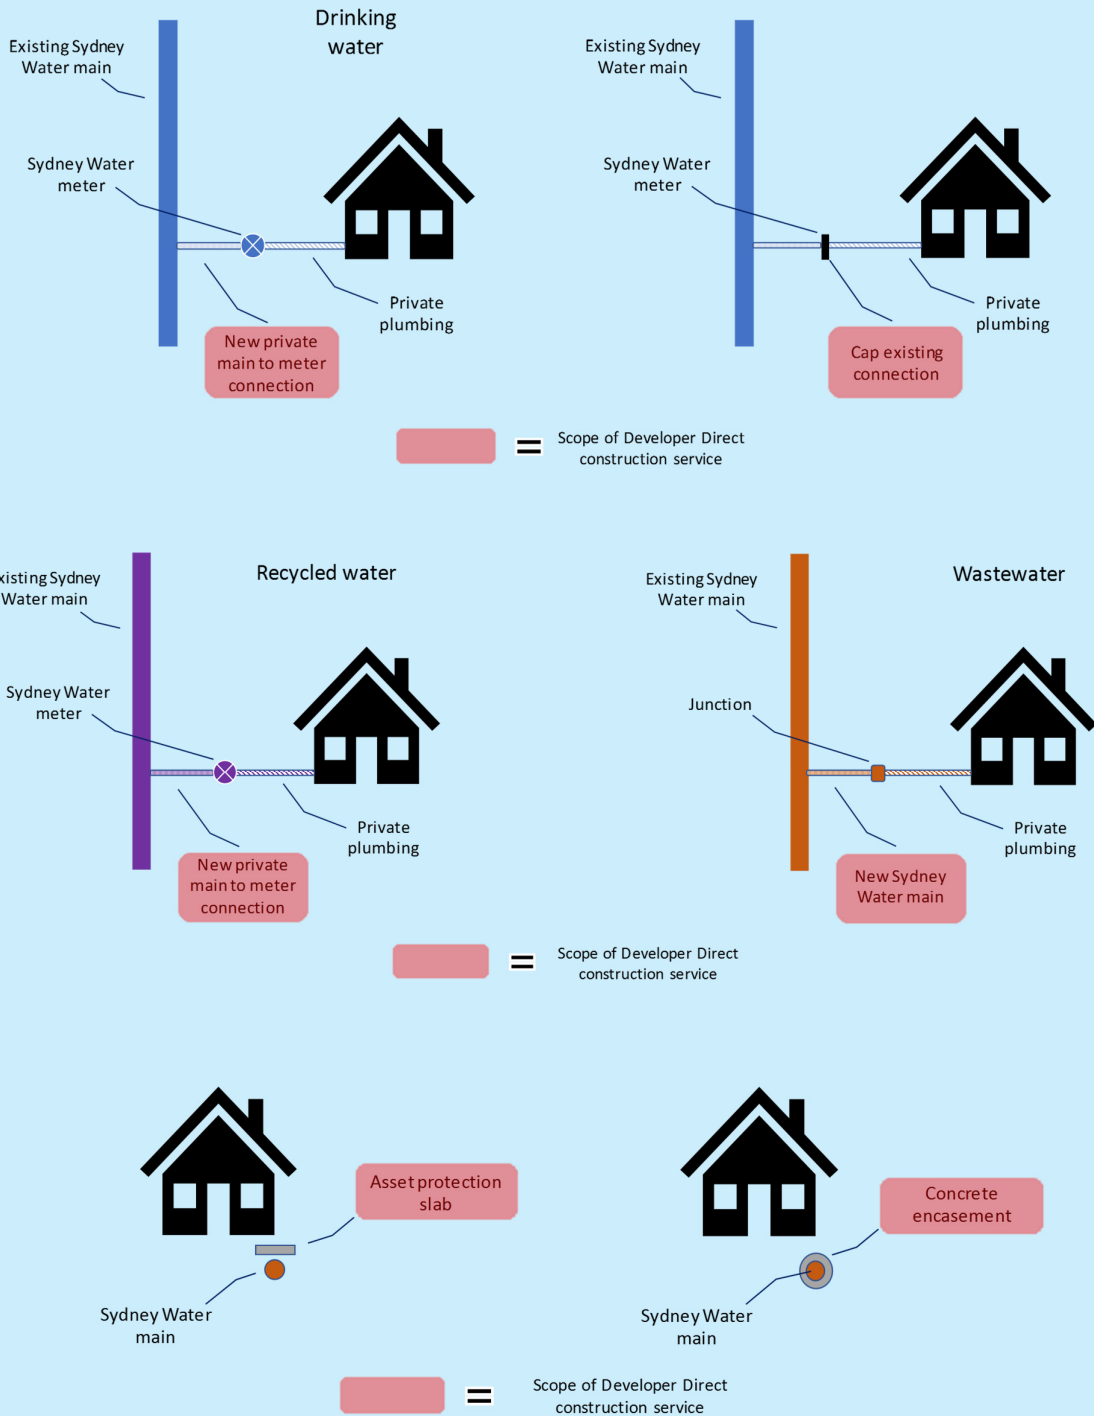 Drinking
water
Existing Sydney
Water main
Sydney Water
meter
Private
plumbing
New private
main to meter
connection
Existing Sydney
Water main
Sydney Water
meter
Private
plumbing
Cap existing
connection
=
Scope of Developer Direct
construction service
Recycled water
xisting Sydney
Water main
Sydney Water
meter
Private
plumbing
New private
main to meter
connection
Wastewater
Existing Sydney
Water main
Junction
Private
plumbing
New Sydney
Water main
=
Scope of Developer Direct
construction service
Asset protection
slab
Sydney Water
main
Concrete
encasement
Sydney Water
main
=
Scope of Developer Direct
construction service